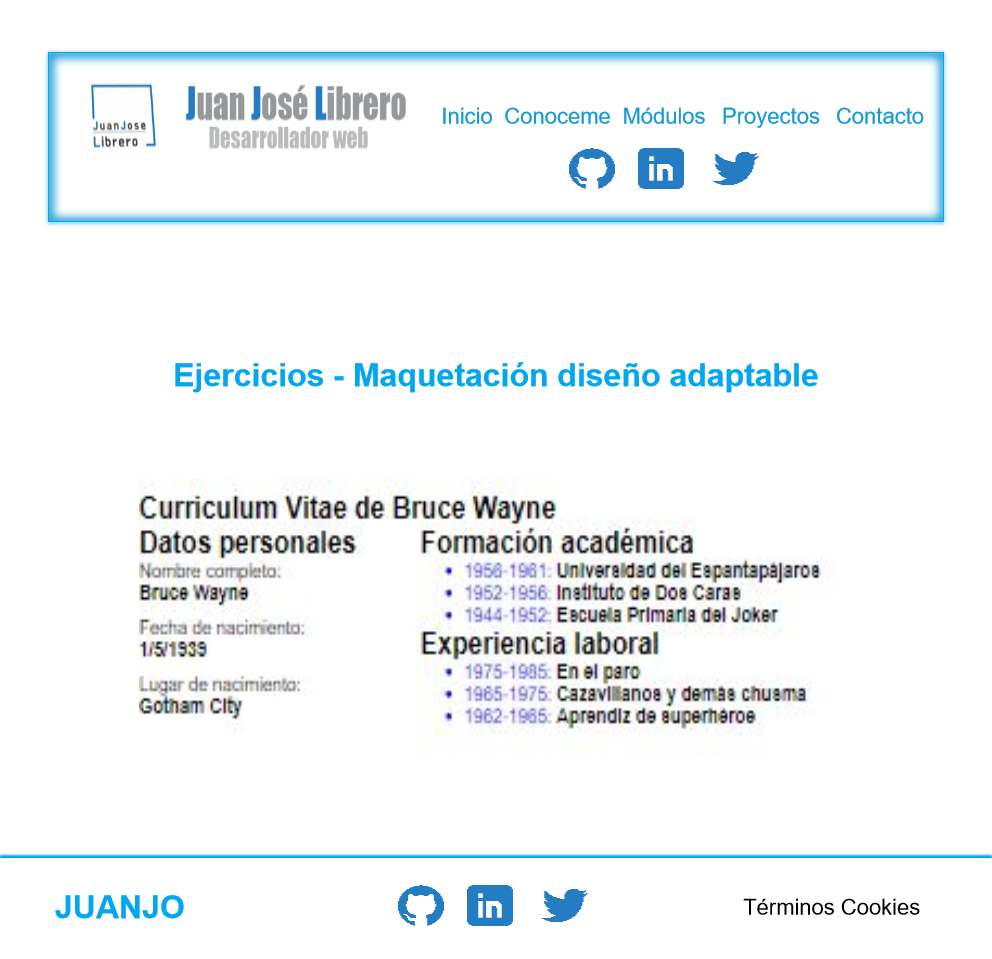 JuanJose
Librero
Juan José Librero
Desarrollador web
Inicio Conoceme Módulos Proyectos Contacto
in
Ejercicios - Maquetación diseño adaptable
Curriculum Vitae de Bruce Wayne
Datos personales
Nombre completo:
Bruce Wayne
Fecha de nacimiento:
1/5/1939
Lugar de nacimiento:
Gotham City
Formación académica
• 1956-1961: Universidad del Espantapájaros
• 1952-1956: Instituto de Dos Caras
• 1944-1952: Escuela Primaria del Joker
Experiencia laboral
• 1975-1985: En el paro
• 1965-1975: Cazavillanos y demás chusma
• 1962-1965: Aprendiz de superhéroe
JUANJO
in
Términos Cookies